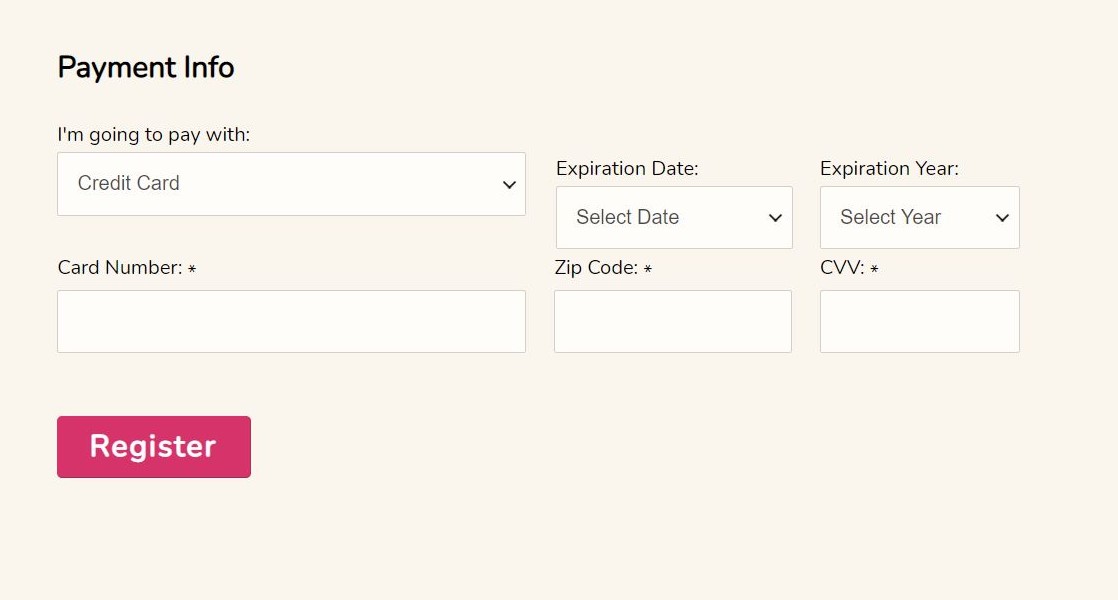 Payment Info
I'm going to pay with:
Credit Card
Expiration Date:
Expiration Year:
Select Date
Select Year
Card Number: *
Zip Code: *
CVV: *
Register